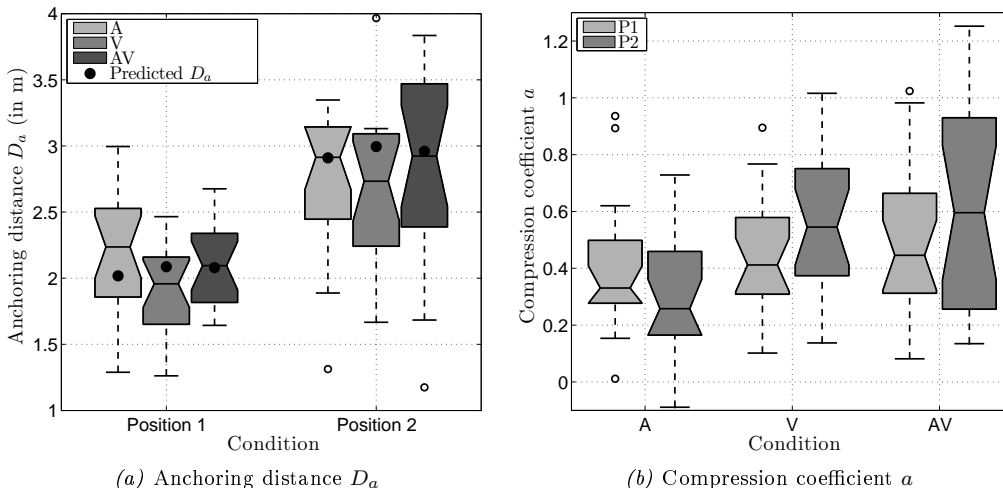 4
3.5
3
2.5
2
1.5
1
Anchoring distance D_a (in m)
A
V
AV
Predicted D_a
Position 1
Position 2
Condition
(a) Anchoring distance D_a
1.2
1
0.8
0.6
0.4
0.2
0
Compression coefficient a
P1
P2
A
V
AV
Condition
(b) Compression coefficient a